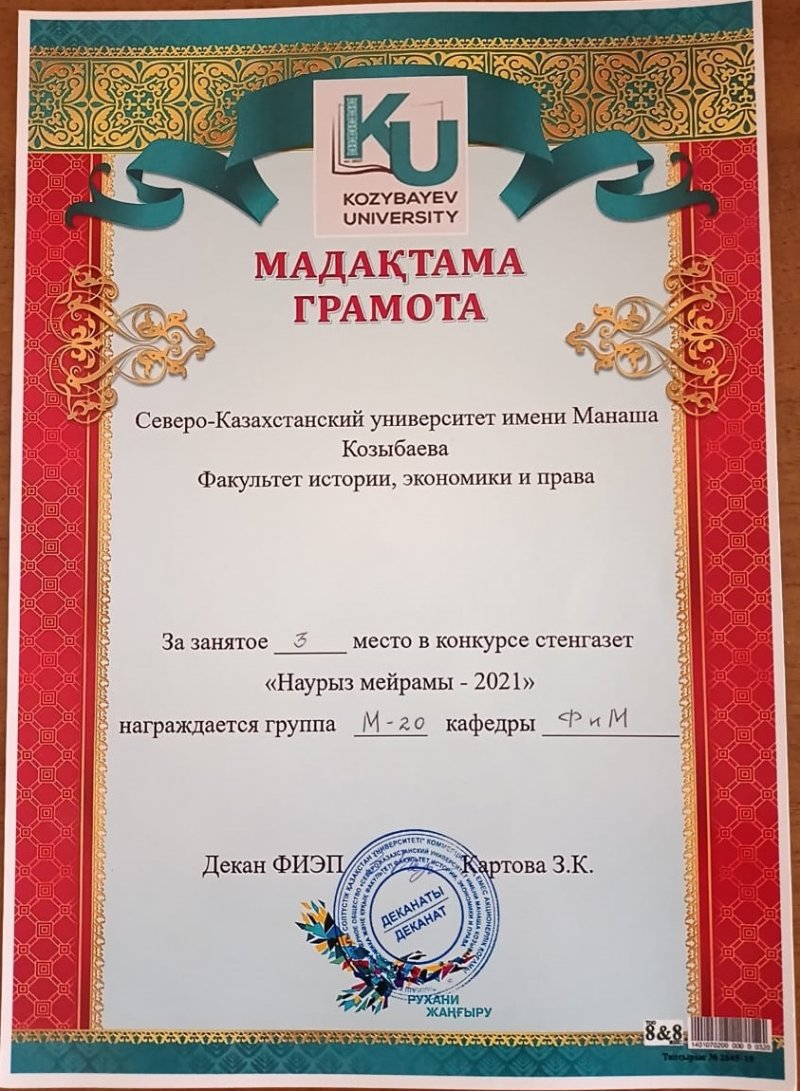 KU
KOZYBAYEV
UNIVERSITY
МАДАҚТАМА
ГРАМОТА
Северо-Казахстанский университет имени Манаша
Козыбаева
Факультет истории, экономики и права
За занятое 3 место в конкурсе стенгазет
«Наурыз мейрамы - 2021»
награждается группа М-20 кафедры ФиМ
Декан ФИЭП Картова З.К.
ДЕКАНАТЫ
ДЕКАНАТ
РУХАНИ
ЖАҢҒЫРУ
8&8